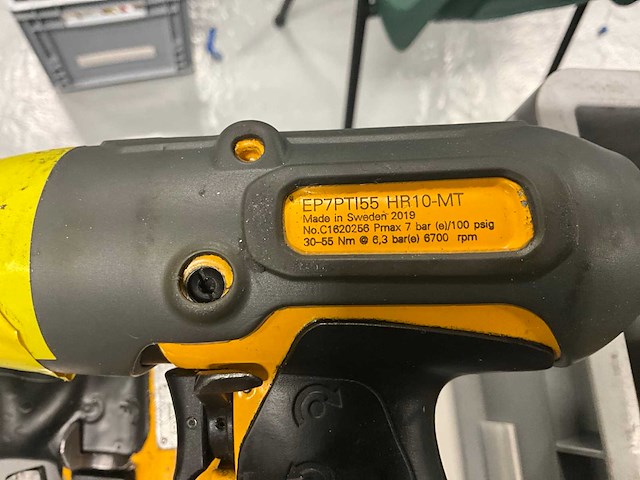 EP7PTI55 HR10-MT
Made in Sweden 2019
No.C1620256 Pmax 7 bar (e)/100 psig
30–55 Nm @ 6,3 bar(e) 6700 rpm